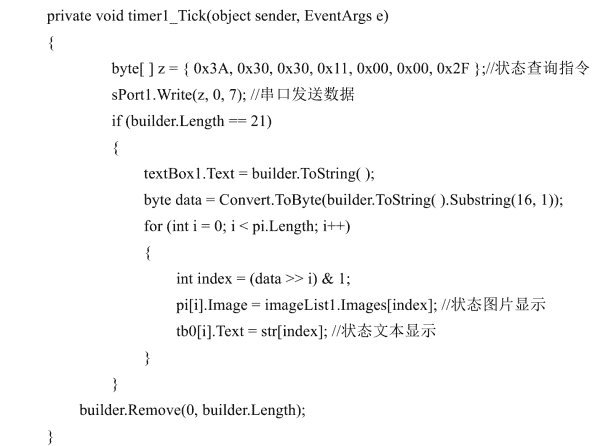 private void timer1_Tick(object sender, EventArgs e)
{
byte[ ] z = { 0x3A, 0x30, 0x30, 0x11, 0x00, 0x00, 0x2F };//状态查询指令
sPort1.Write(z, 0, 7); //串口发送数据
if (builder.Length == 21)
{
textBox1.Text = builder.ToString( );
byte data = Convert.ToByte(builder.ToString( ).Substring(16, 1));
for (int i = 0; i < pi.Length; i++)
{
int index = (data >> i) & 1;
pi[i].Image = imageList1.Images[index]; //状态图片显示
tb0[i].Text = str[index]; //状态文本显示
}
}
builder.Remove(0, builder.Length);
}